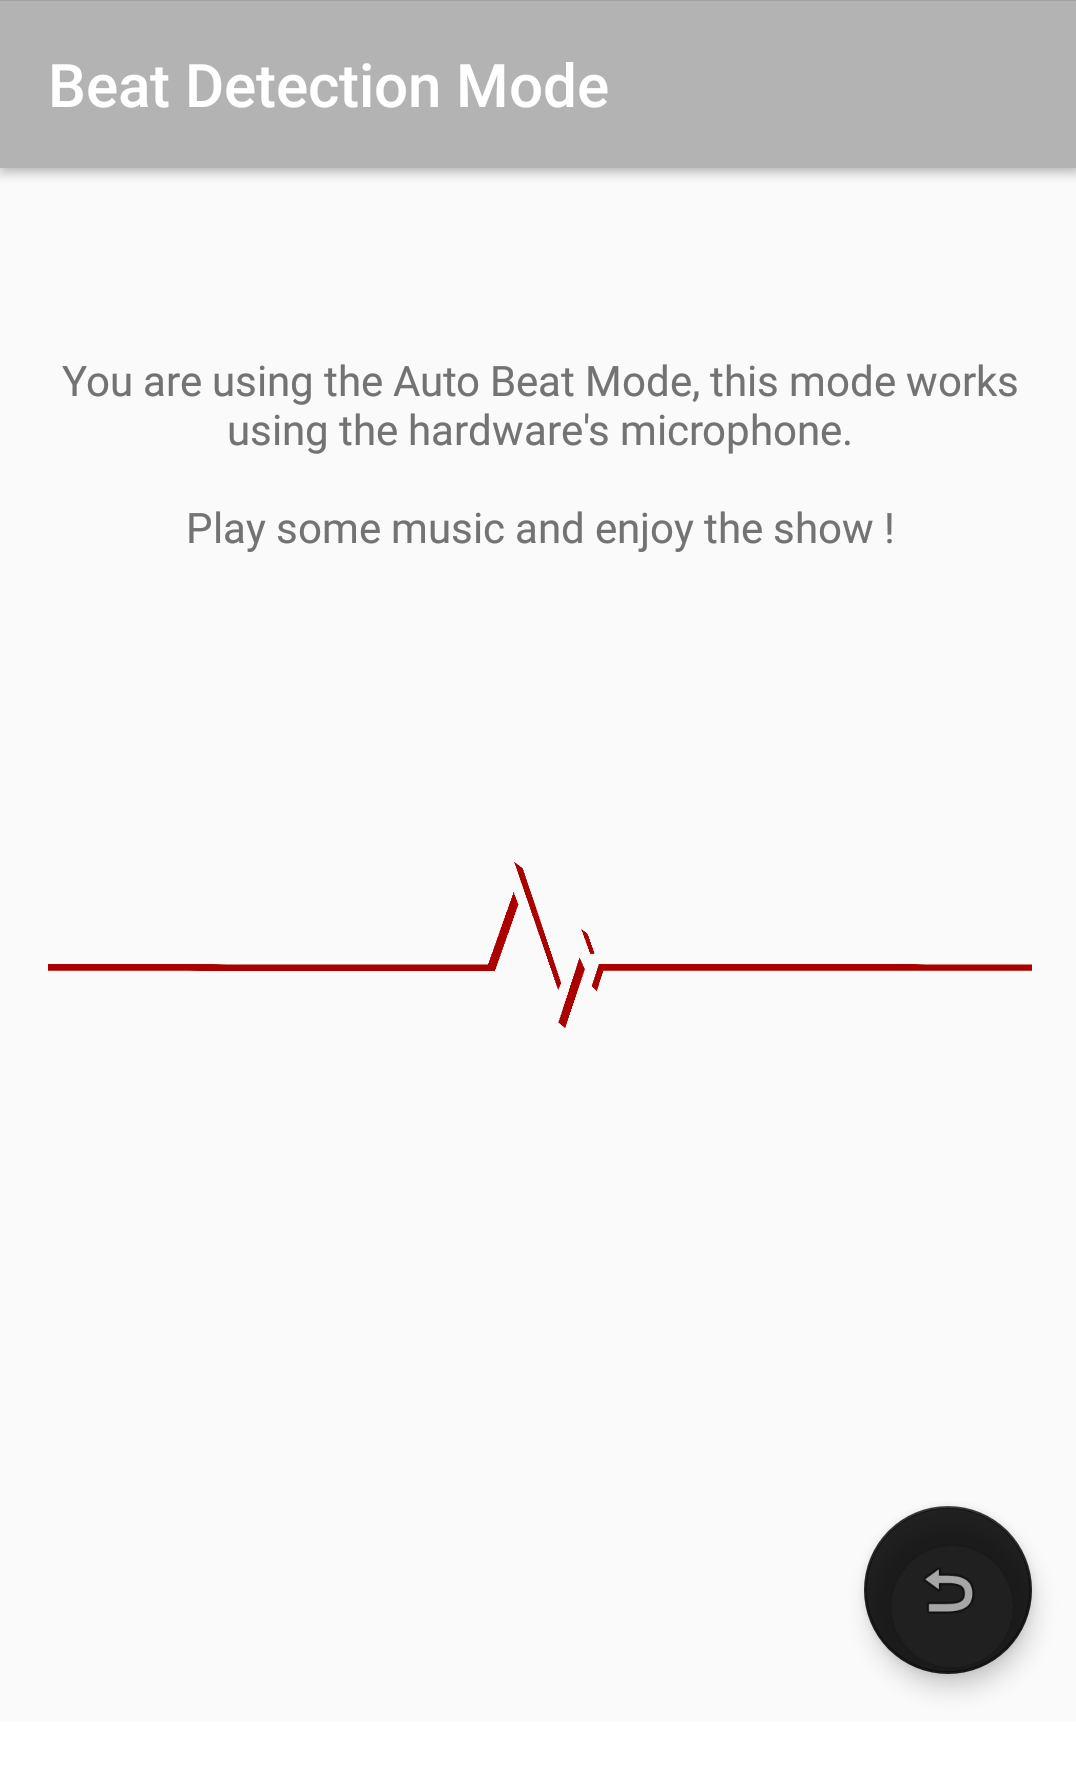 Beat Detection Mode
You are using the Auto Beat Mode, this mode works
using the hardware's microphone.
Play some music and enjoy the show !